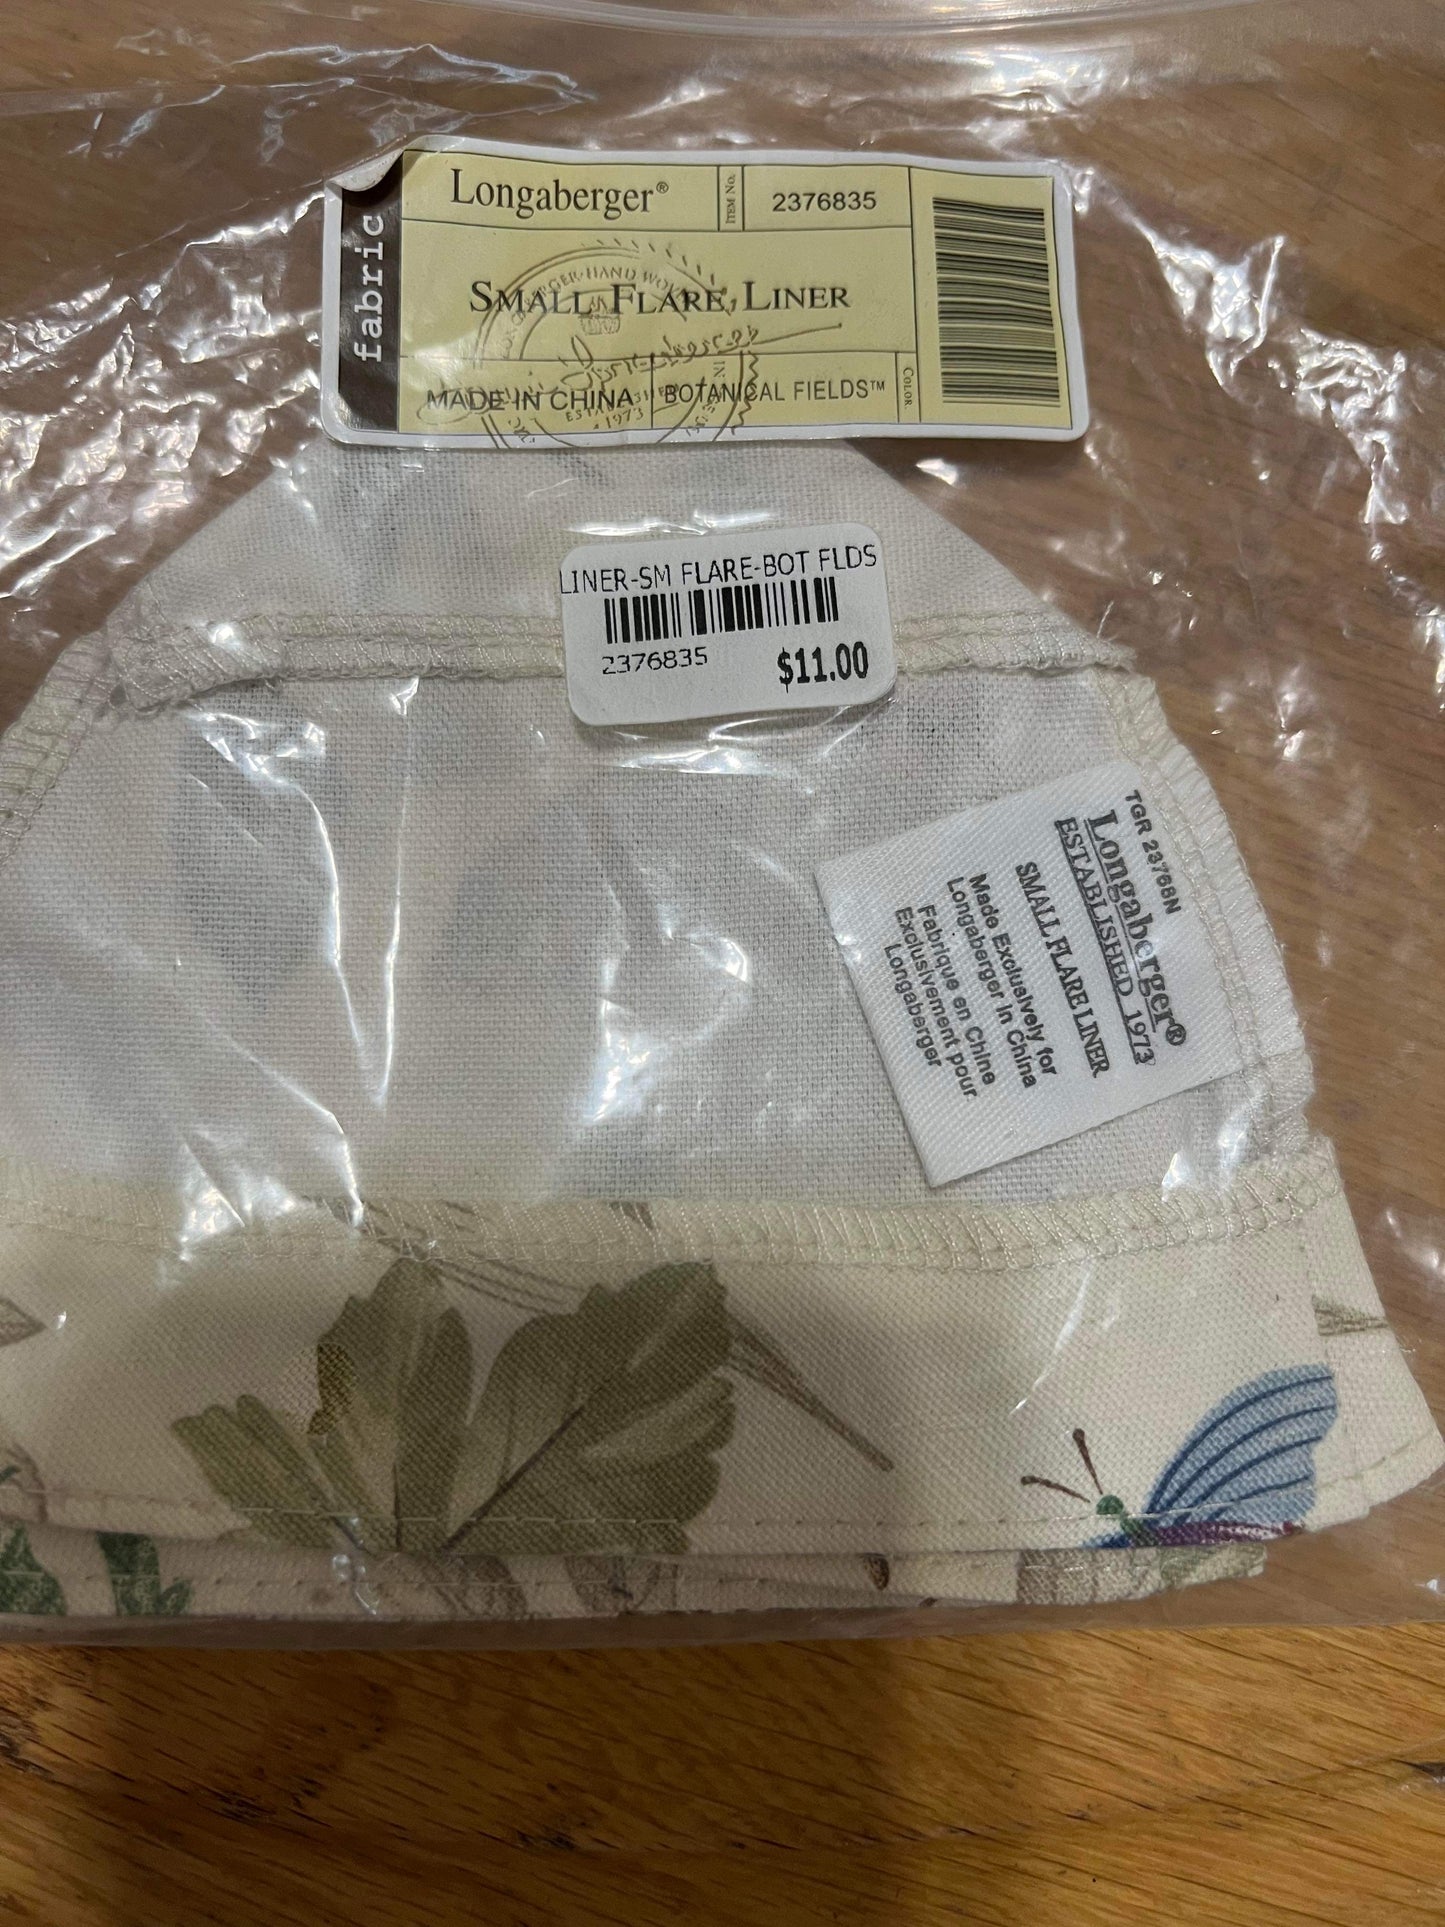 fabric
Longaberger®
ITEM NO.
2376835
SMALL FLARE LINER
MADE IN CHINA
BOTANICAL FIELDS™
COLOR
1973
LINER-SM FLARE-BOT FLDS
2376835
$11.00
TGR 23768N
Longaberger®
ESTABLISHED 1973
SMALL FLARE LINER
Made Exclusively for
Longaberger in China
Fabrique en Chine
Exclusivement pour
Longaberger